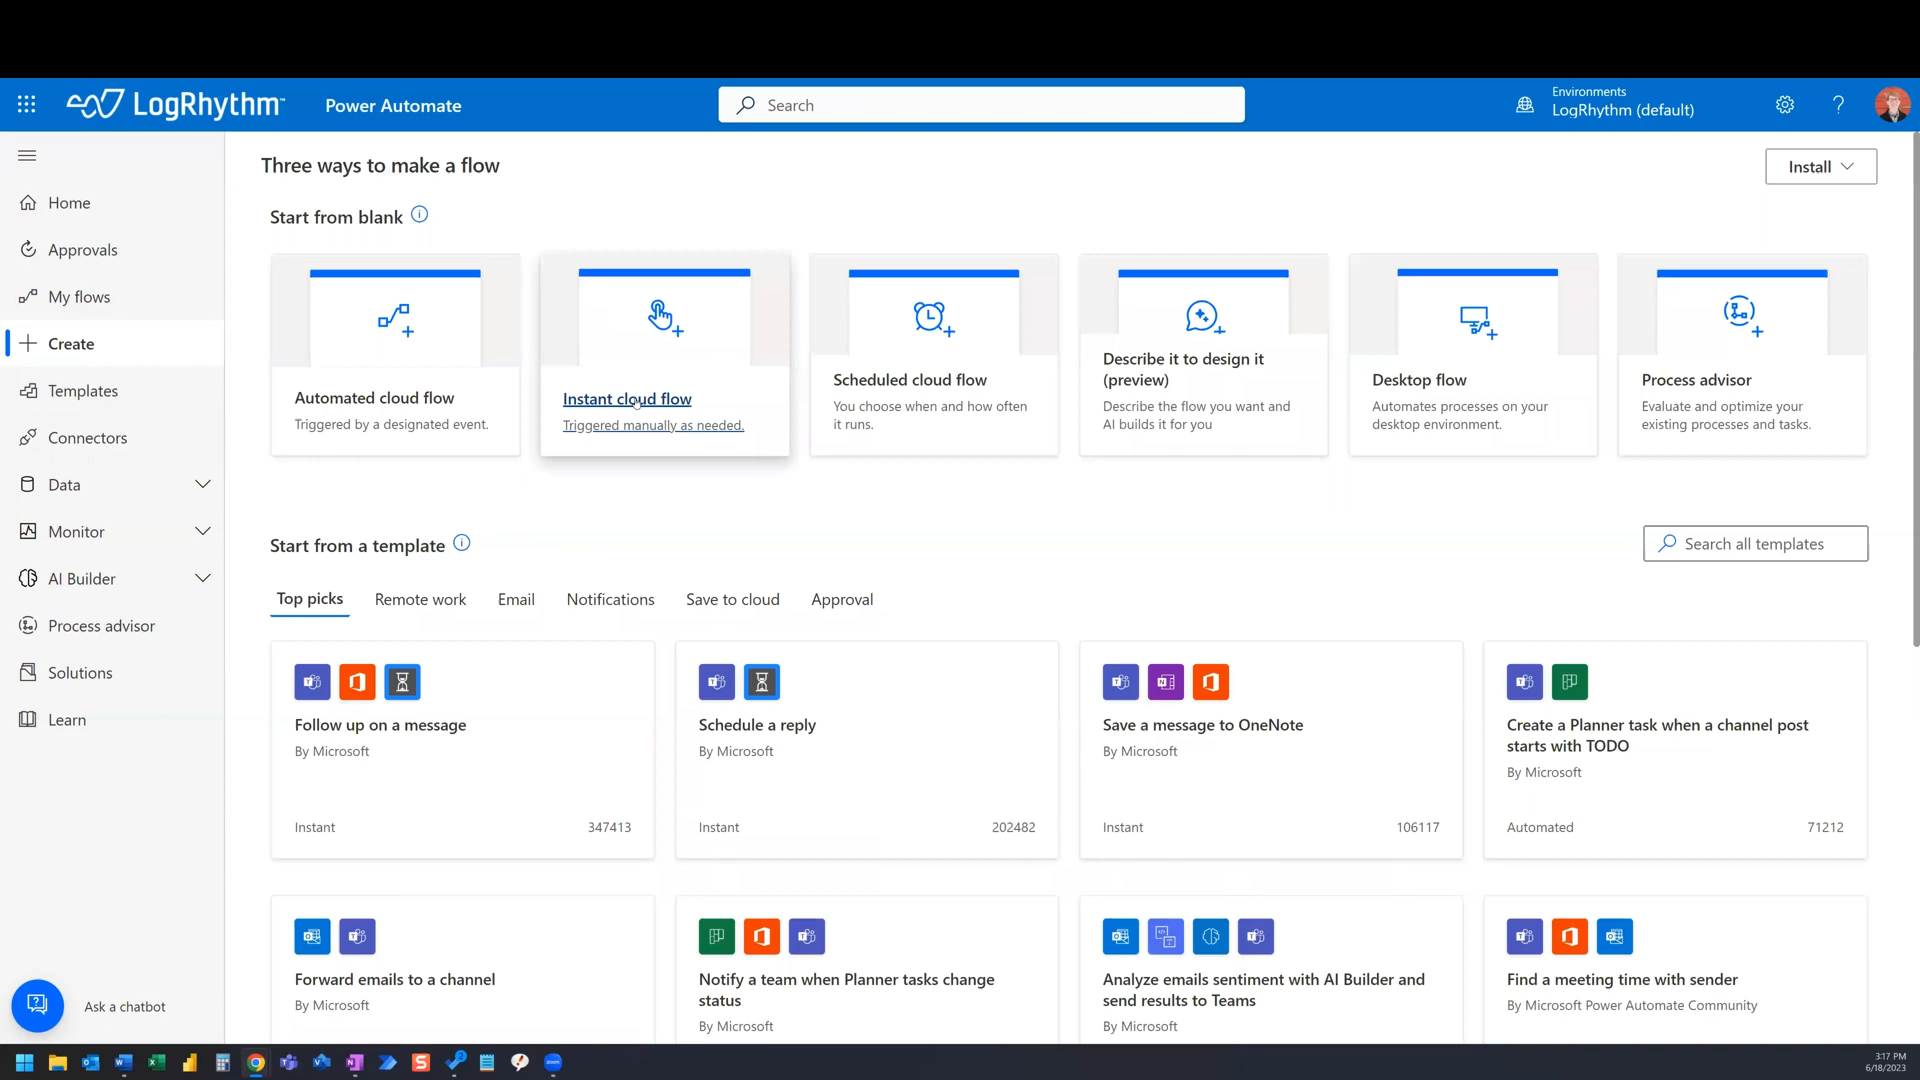 LogRhythm™
Power Automate
Search
Environments
LogRhythm (default)
Home
Approvals
My flows
Create
Templates
Connectors
Data
Monitor
AI Builder
Process advisor
Solutions
Learn
Ask a chatbot
Three ways to make a flow
Install
Start from blank
Automated cloud flow
Triggered by a designated event.
Instant cloud flow
Triggered manually as needed.
Scheduled cloud flow
You choose when and how often
it runs.
Describe it to design it
(preview)
Describe the flow you want and
AI builds it for you
Desktop flow
Automates processes on your
desktop environment.
Process advisor
Evaluate and optimize your
existing processes and tasks.
Start from a template
Search all templates
Top picks
Remote work
Email
Notifications
Save to cloud
Approval
Follow up on a message
By Microsoft
Instant
347413
Schedule a reply
By Microsoft
Instant
202482
Save a message to OneNote
By Microsoft
Instant
106117
Create a Planner task when a channel post
starts with TODO
By Microsoft
Automated
71212
Forward emails to a channel
By Microsoft
Notify a team when Planner tasks change
status
By Microsoft
Analyze emails sentiment with AI Builder and
send results to Teams
By Microsoft
Find a meeting time with sender
By Microsoft Power Automate Community
3:17 PM
6/18/2023